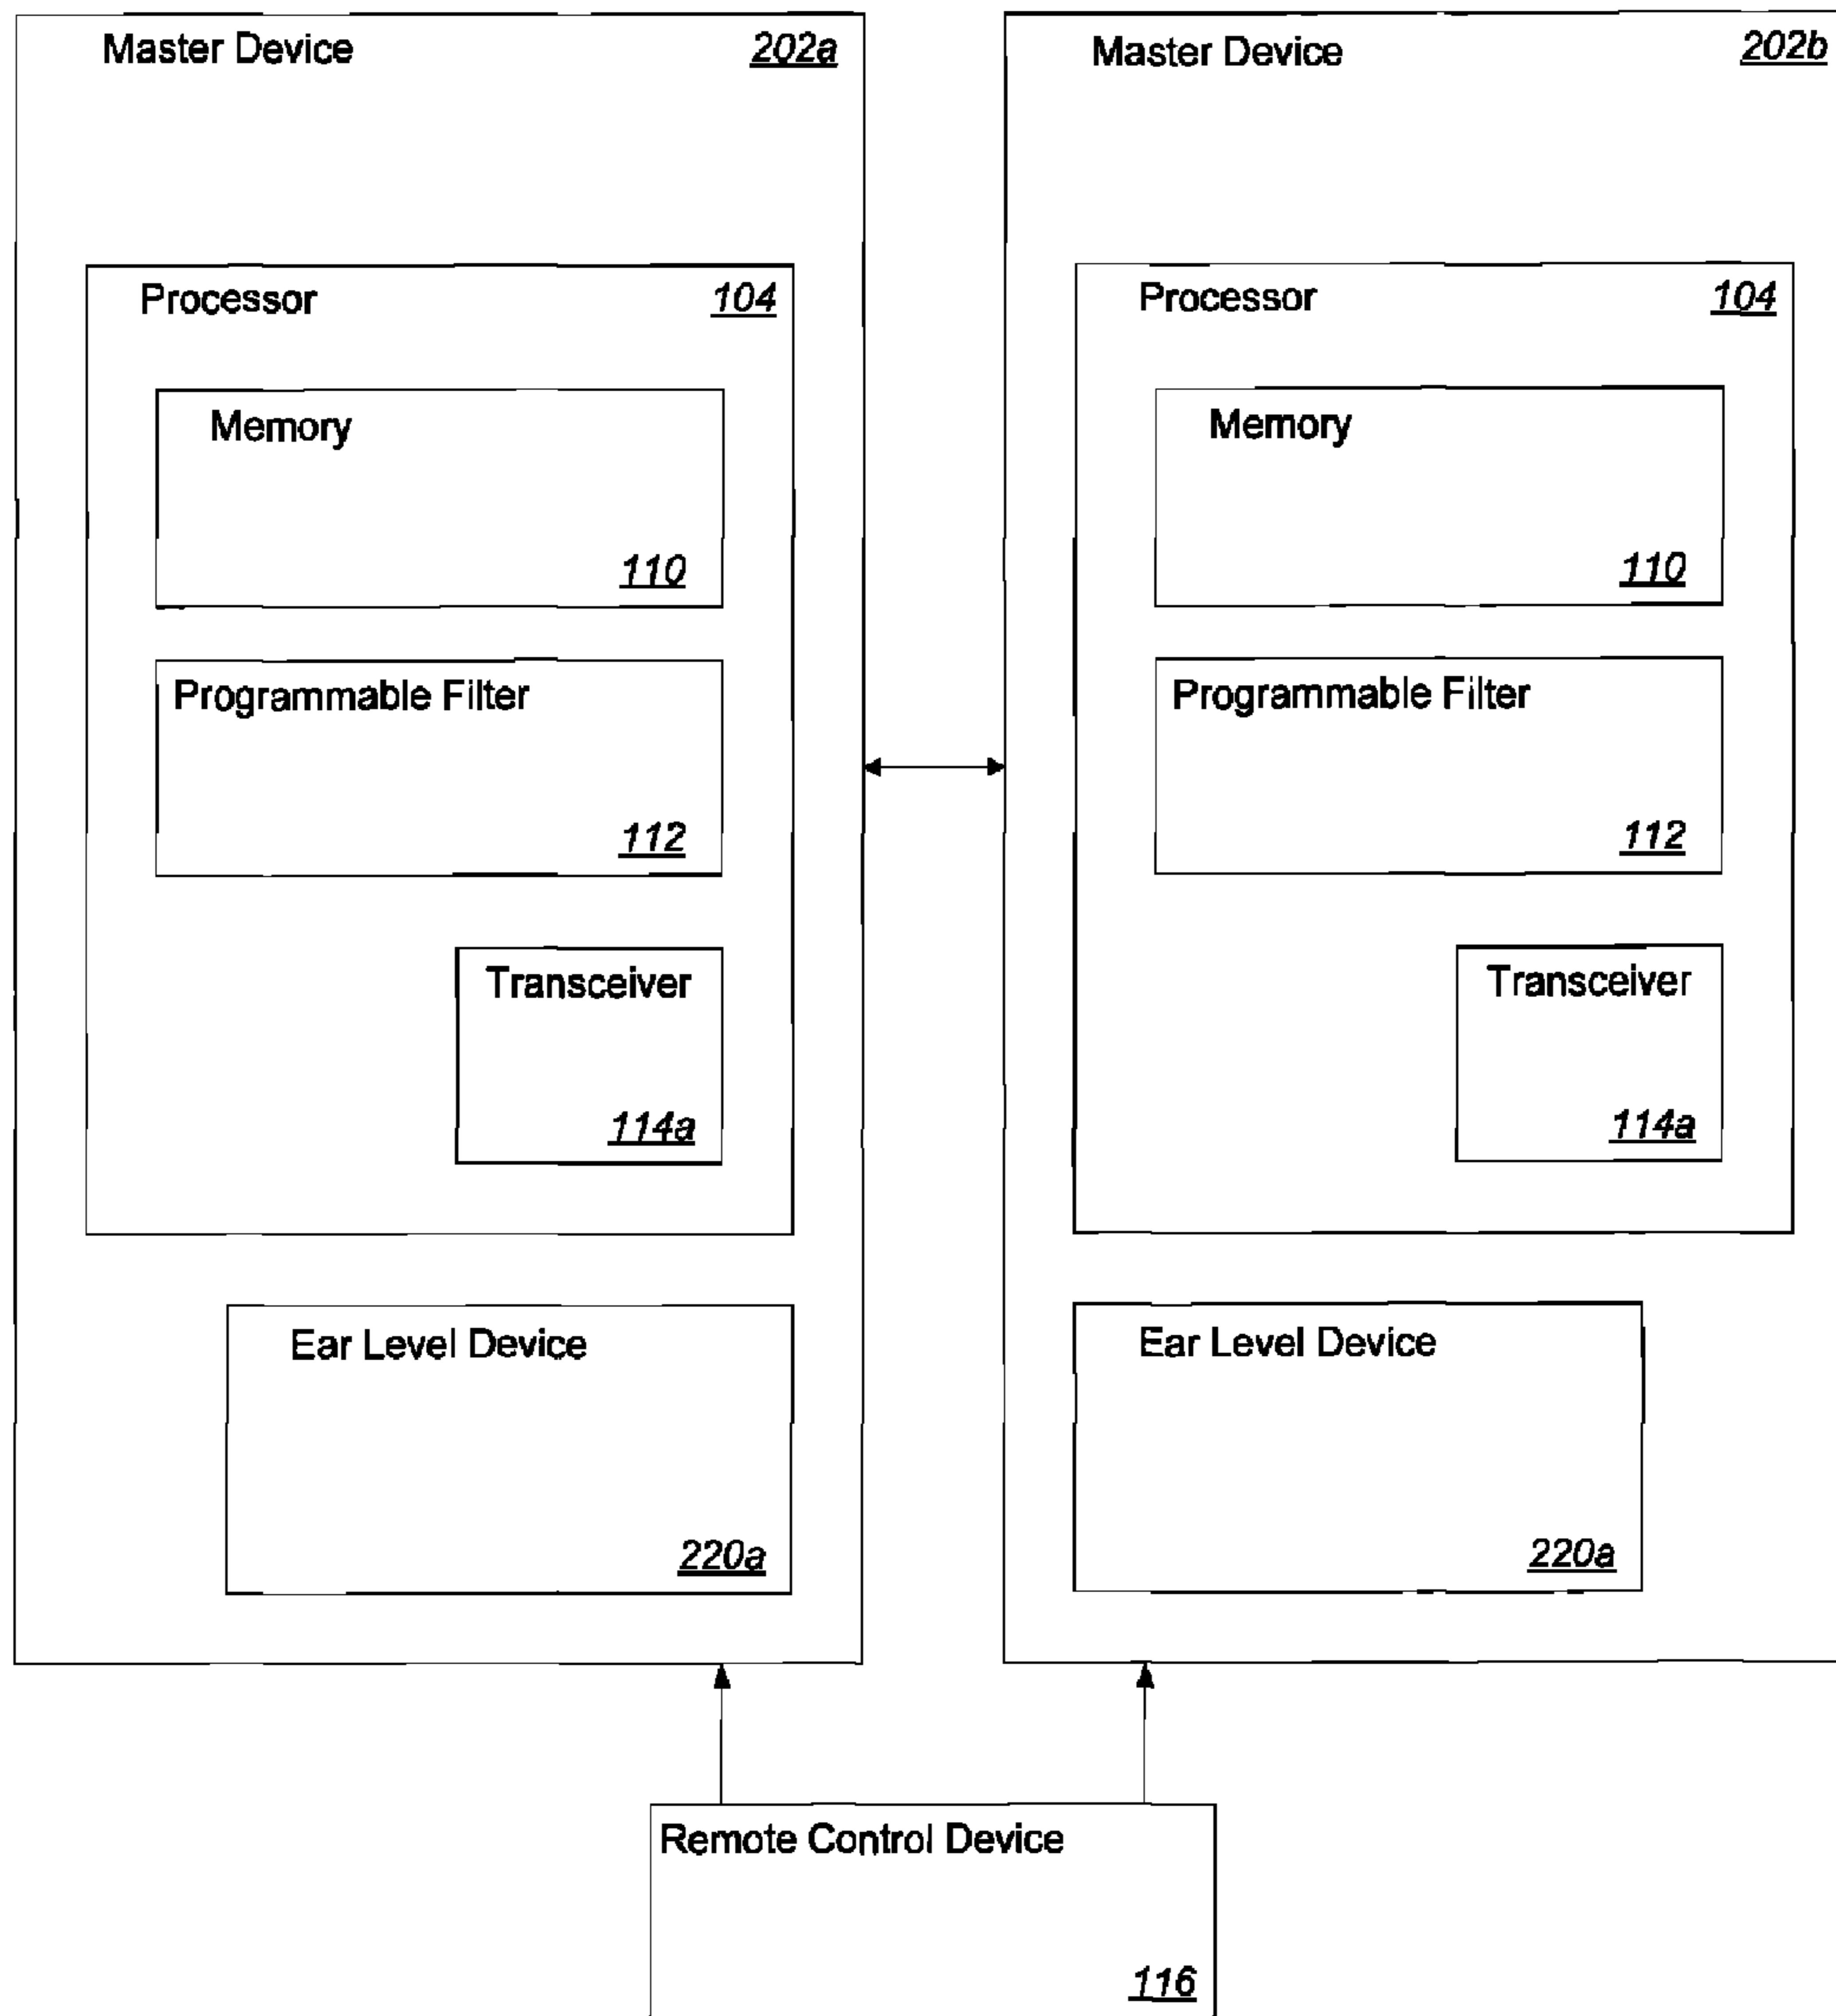 Master Device 202a
Processor 104
Memory
110
Programmable Filter
112
Transceiver
114a
Ear Level Device
220a
Master Device 202b
Processor 104
Memory
110
Programmable Filter
112
Transceiver
114a
Ear Level Device
220a
Remote Control Device
116